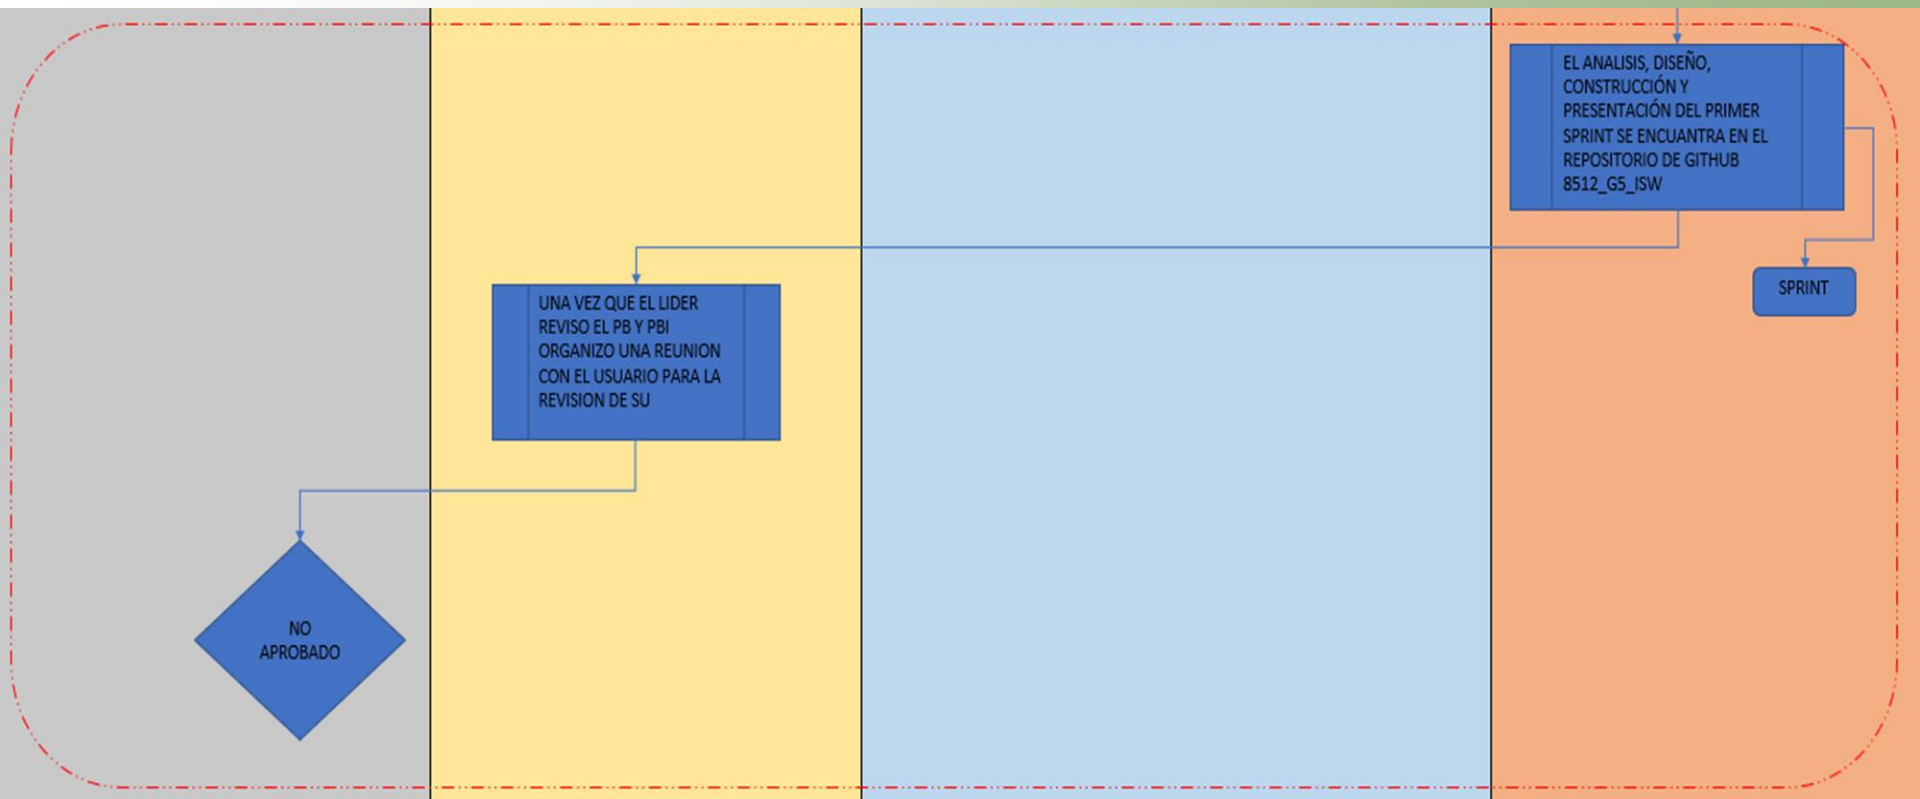 EL ANALISIS, DISEÑO,
CONSTRUCCIÓN Y
PRESENTACIÓN DEL PRIMER
SPRINT SE ENCUANTRA EN EL
REPOSITORIO DE GITHUB
8512_G5_ISW
SPRINT
UNA VEZ QUE EL LIDER
REVISO EL PB Y PBI
ORGANIZO UNA REUNION
CON EL USUARIO PARA LA
REVISION DE SU
NO
APROBADO